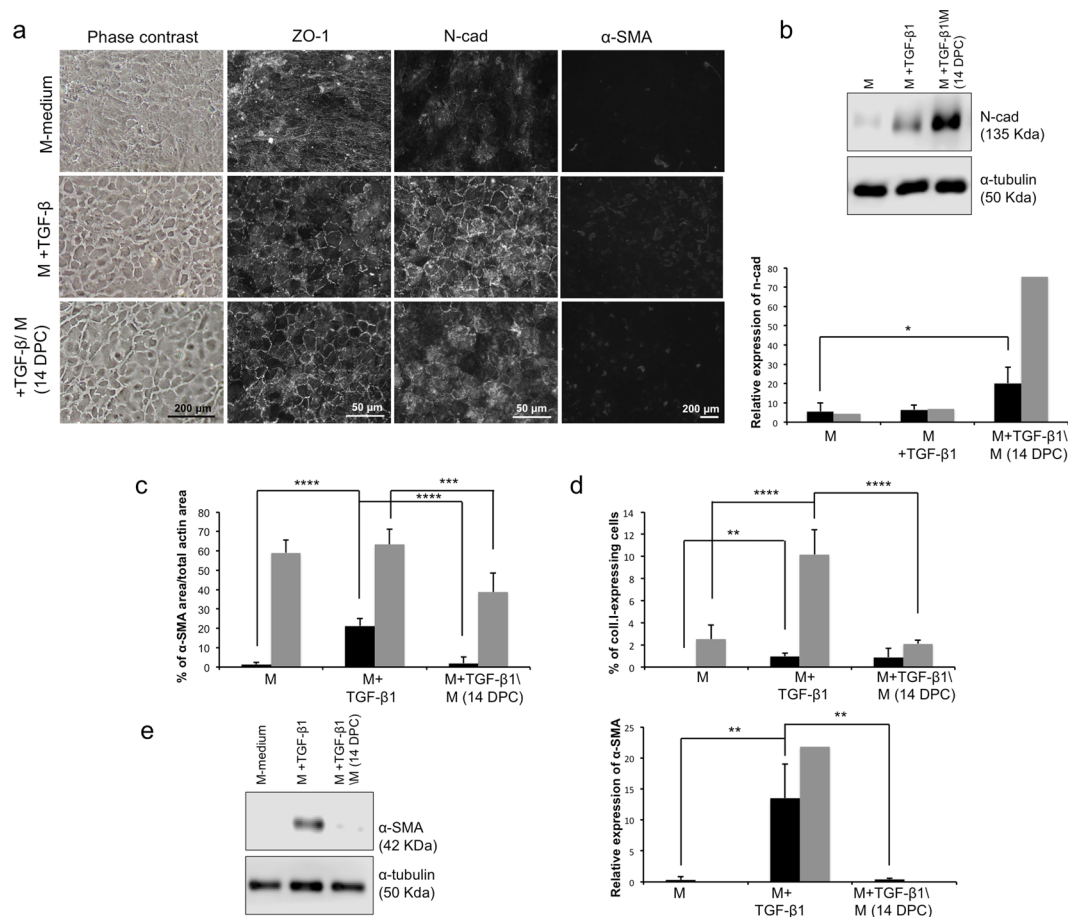 a
Phase contrast
ZO-1
N-cad
α-SMA
M-medium
M +TGF-β
+TGF-β/ M
(14 DPC)
200 µm
50 µm
50 µm
200 µm
b
M
M +TGF-β1
M +TGF-β1\M
(14 DPC)
N-cad
(135 Kda)
α-tubulin
(50 Kda)
Relative expression of n-cad
80
70
60
50
40
30
20
10
0
*
M
M
+TGF-β1
M+TGF-β1\
M (14 DPC)
c
% of α-SMA area/total actin area
80
70
60
50
40
30
20
10
0
****
***
****
M
M+
TGF-β1
M+TGF-β1\
M (14 DPC)
d
% of coll.I-expressing cells
14
12
10
8
6
4
2
0
****
****
**
M
M+
TGF-β1
M+TGF-β1\
M (14 DPC)
e
M-medium
M +TGF-β1
M +TGF-β1
\M (14 DPC)
α-SMA
(42 KDa)
α-tubulin
(50 Kda)
Relative expression of α-SMA
25
20
15
10
5
0
**
**
M
M+
TGF-β1
M+TGF-β1\
M (14 DPC)